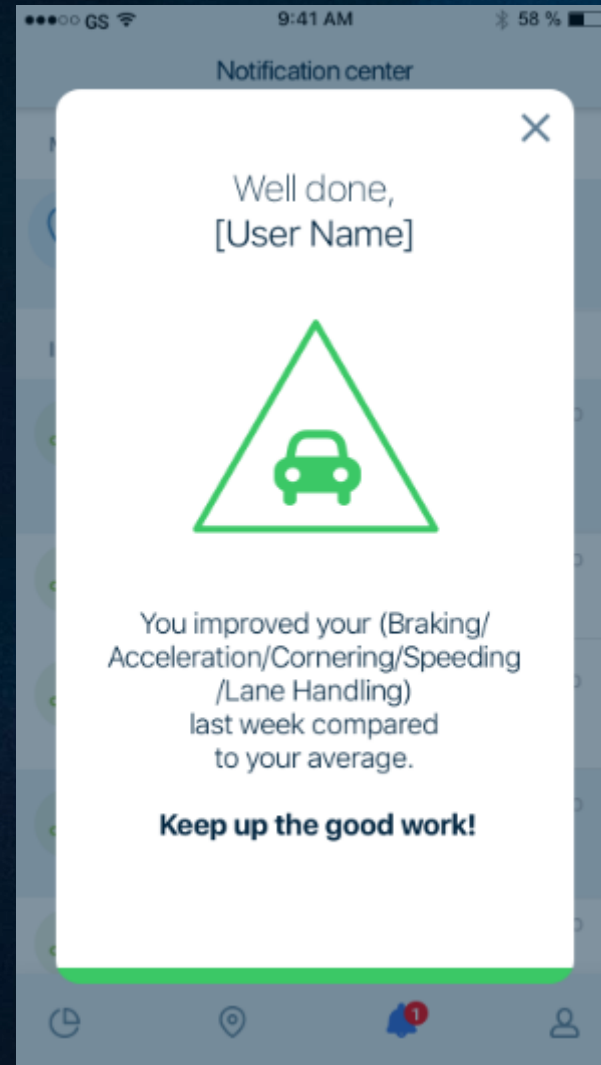 GS 9:41 AM 58 %
Notification center
Well done,
[User Name]
You improved your (Braking/
Acceleration/Cornering/Speeding
/Lane Handling)
last week compared
to your average.
Keep up the good work!
1